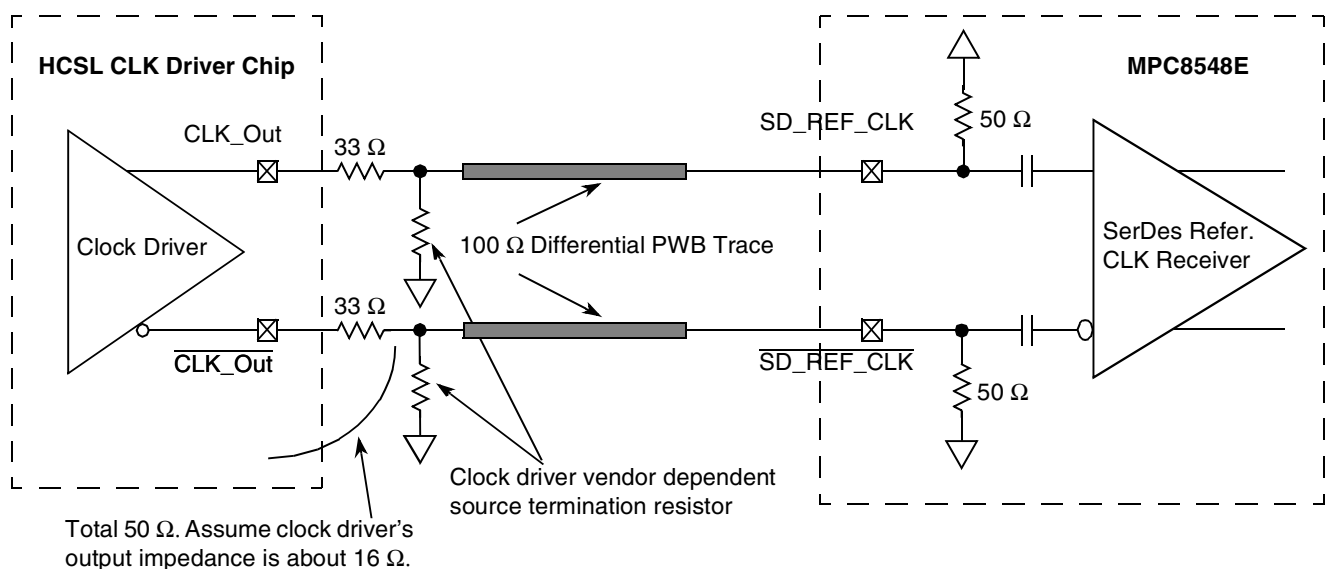 HCSL CLK Driver Chip
MPC8548E
CLK_Out
33 Ω
SD_REF_CLK
50 Ω
Clock Driver
100 Ω Differential PWB Trace
SerDes Refer.
CLK Receiver
33 Ω
CLK_Out
SD_REF_CLK
50 Ω
Clock driver vendor dependent
source termination resistor
Total 50 Ω. Assume clock driver's
output impedance is about 16 Ω.